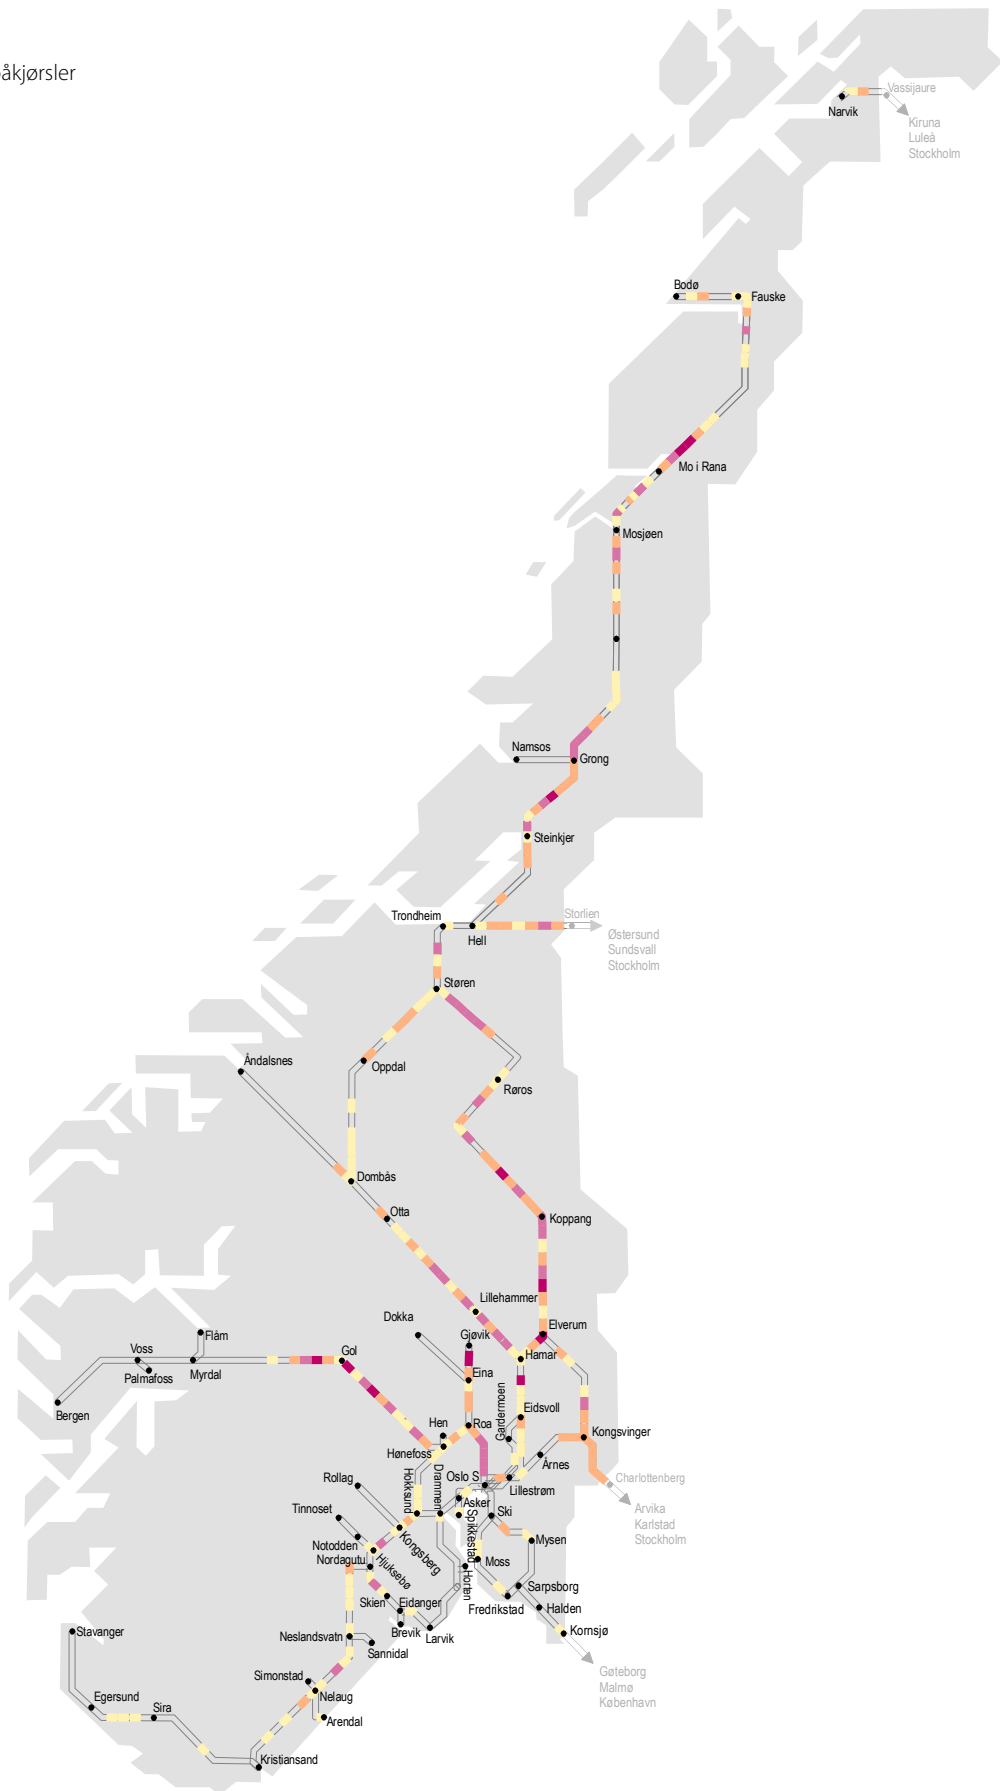 åkjørsler
Vassijaure
Narvik
Kiruna
Luleå
Stockholm
Bodø
Fauske
Mo i Rana
Mosjøen
Namsos
Grong
Steinkjer
Trondheim
Storlien
Hell
Østersund
Sundsvall
Stockholm
Støren
Åndalsnes
Oppdal
Røros
Dombås
Otta
Koppang
Lillehammer
Dokka
Elverum
Flåm
Gjøvik
Voss
Gol
Hamar
Palmafoss
Myrdal
Eina
Bergen
Gardermoen
Eidsvoll
Hen
Roa
Kongsvinger
Hønefoss
Årnes
Rollag
Hokksund
Drammen
Oslo S
Lillestrøm
Charlottenberg
Asker
Arvika
Karlstad
Stockholm
Tinnoset
Spikkestad
Ski
Kongsberg
Mysen
Notodden
Nordagutu
Hjuksebø
Moss
Horten
Sarpsborg
Skien
Eidanger
Fredrikstad
Halden
Brevik
Larvik
Kornsjø
Stavanger
Neslandsvatn
Sannidal
Gøteborg
Malmø
København
Simonstad
Nelaug
Egersund
Sira
Arendal
Kristiansand